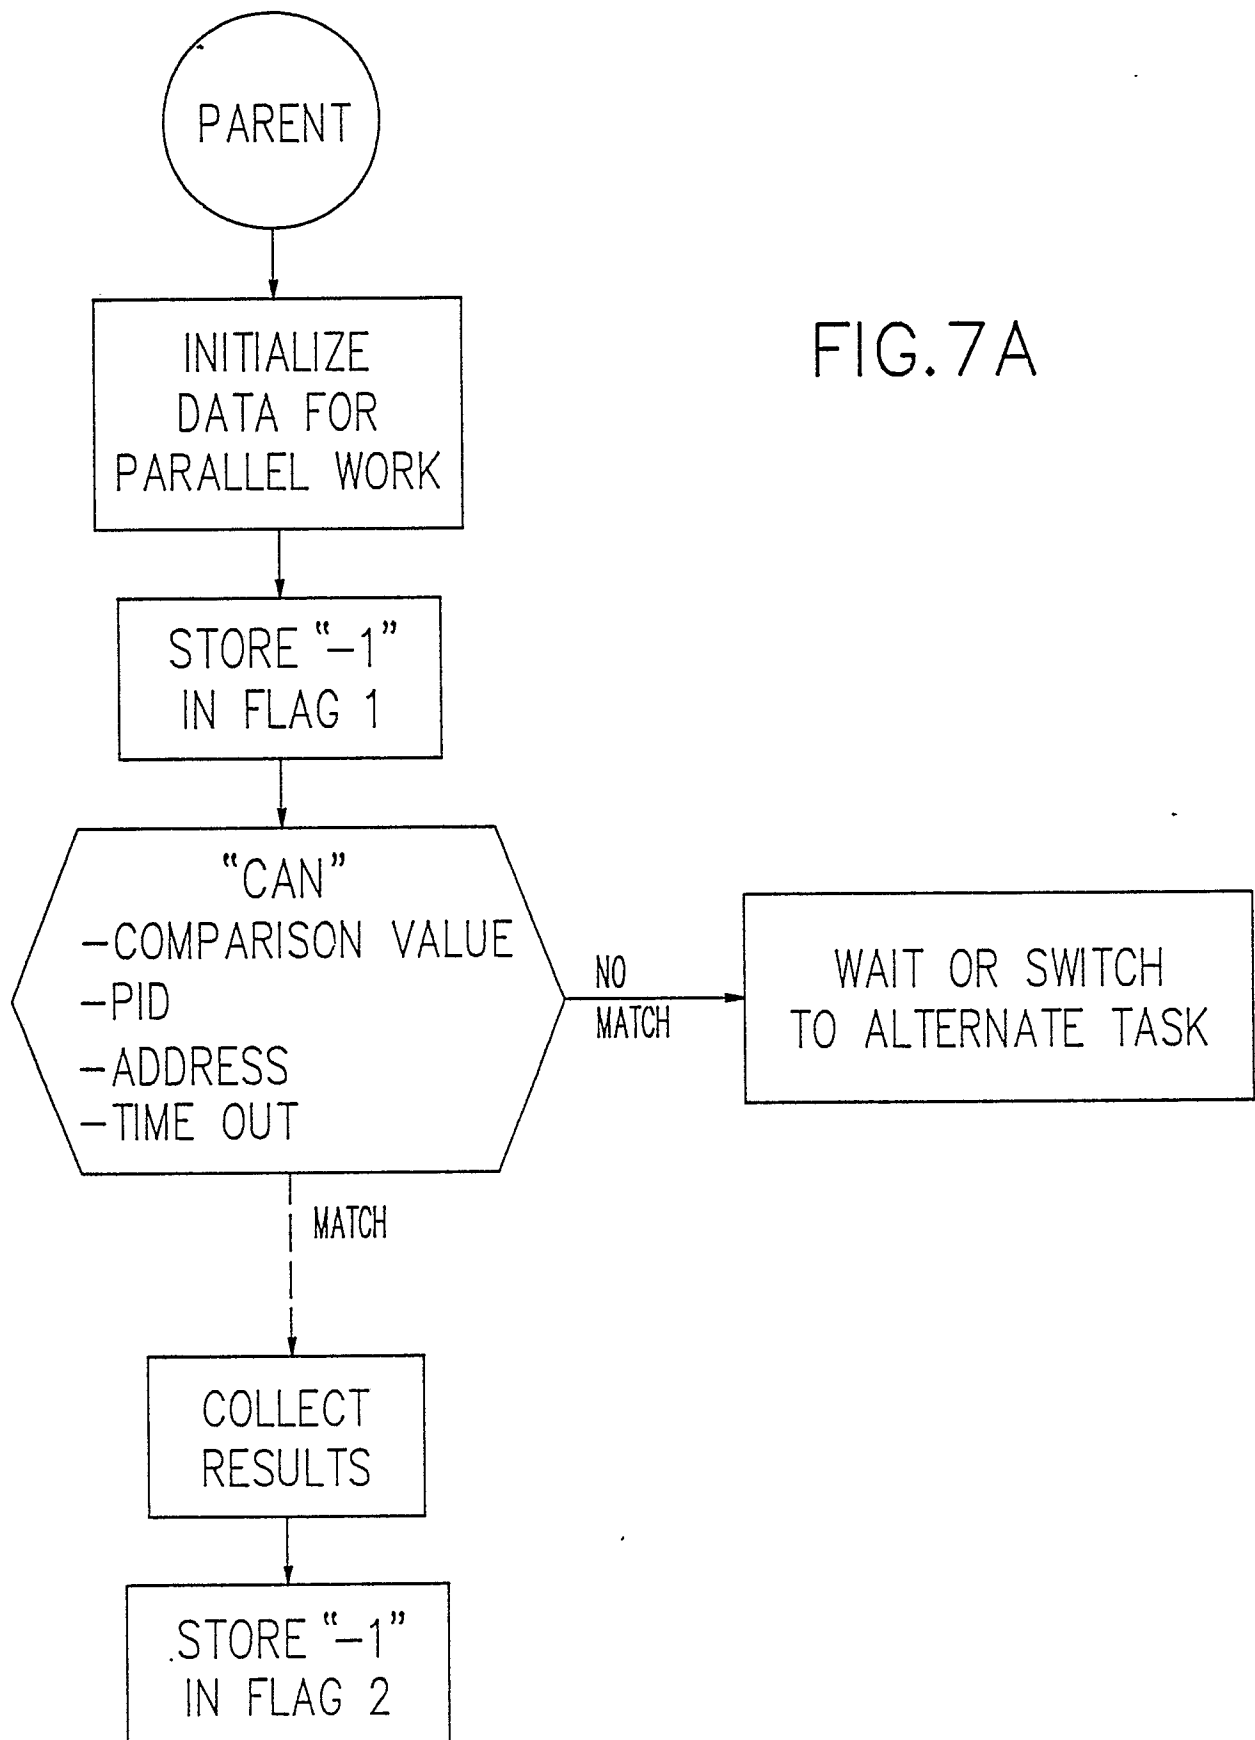 PARENT
INITIALIZE
DATA FOR
PARALLEL WORK
FIG.7A
STORE “-1”
IN FLAG 1
“CAN”
-COMPARISON VALUE
-PID
-ADDRESS
-TIME OUT
NO
MATCH
WAIT OR SWITCH
TO ALTERNATE TASK
MATCH
COLLECT
RESULTS
STORE “-1”
IN FLAG 2